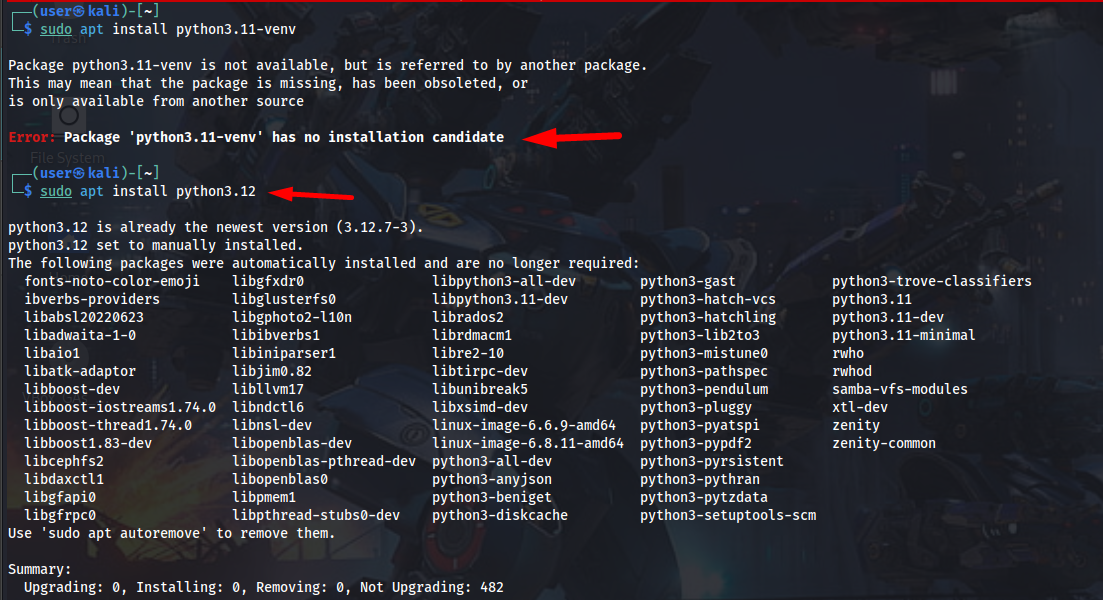 (user㉿kali)-[~]
$ sudo apt install python3.11-venv
Package python3.11-venv is not available, but is referred to by another package.
This may mean that the package is missing, has been obsoleted, or
is only available from another source
Error: Package 'python3.11-venv' has no installation candidate
File System
(user㉿kali)-[~]
$ sudo apt install python3.12
python3.12 is already the newest version (3.12.7-3).
python3.12 set to manually installed.
The following packages were automatically installed and are no longer required:
fonts-noto-color-emoji libgfxdr0 libpython3-all-dev python3-gast python3-trove-classifiers
ibverbs-providers libglusterfs0 libpython3.11-dev python3-hatch-vcs python3.11
libabsl20220623 libgphoto2-l10n librados2 python3-hatchling python3.11-dev
libadwaita-1-0 libibverbs1 librdmacm1 python3-lib2to3 python3.11-minimal
libaio1 libiniparser1 libre2-10 python3-mistune0 rwho
libatk-adaptor libjim0.82 libtirpc-dev python3-pathspec rwhod
libboost-dev libllvm17 libunibreak5 python3-pendulum samba-vfs-modules
libboost-iostreams1.74.0 libndctl6 libxsimd-dev python3-pluggy xtl-dev
libboost-thread1.74.0 libnsl-dev linux-image-6.6.9-amd64 python3-pyatspi zenity
libboost1.83-dev libopenblas-dev linux-image-6.8.11-amd64 python3-pypdf2 zenity-common
libcephfs2 libopenblas-pthread-dev python3-all-dev python3-pyrsistent
libdaxctl1 libopenblas0 python3-anyjson python3-pythran
libgfapi0 libpmem1 python3-beniget python3-pytzdata
libgfrpc0 libpthread-stubs0-dev python3-diskcache python3-setuptools-scm
Use 'sudo apt autoremove' to remove them.
Summary:
Upgrading: 0, Installing: 0, Removing: 0, Not Upgrading: 482